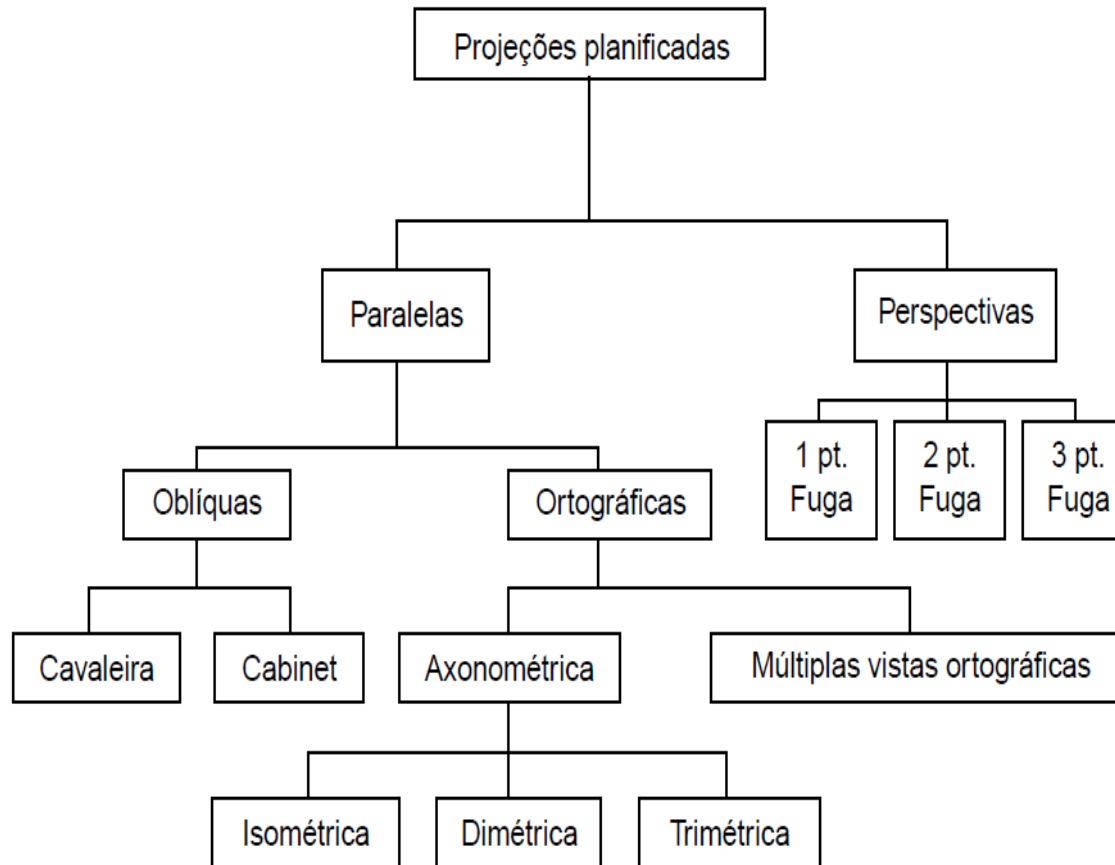 Projeções planificadas
Paralelas
Perspectivas
1 pt.
Fuga
2 pt.
Fuga
3 pt.
Fuga
Oblíquas
Ortográficas
Cavaleira
Cabinet
Axonométrica
Múltiplas vistas ortográficas
Isométrica
Dimétrica
Trimétrica